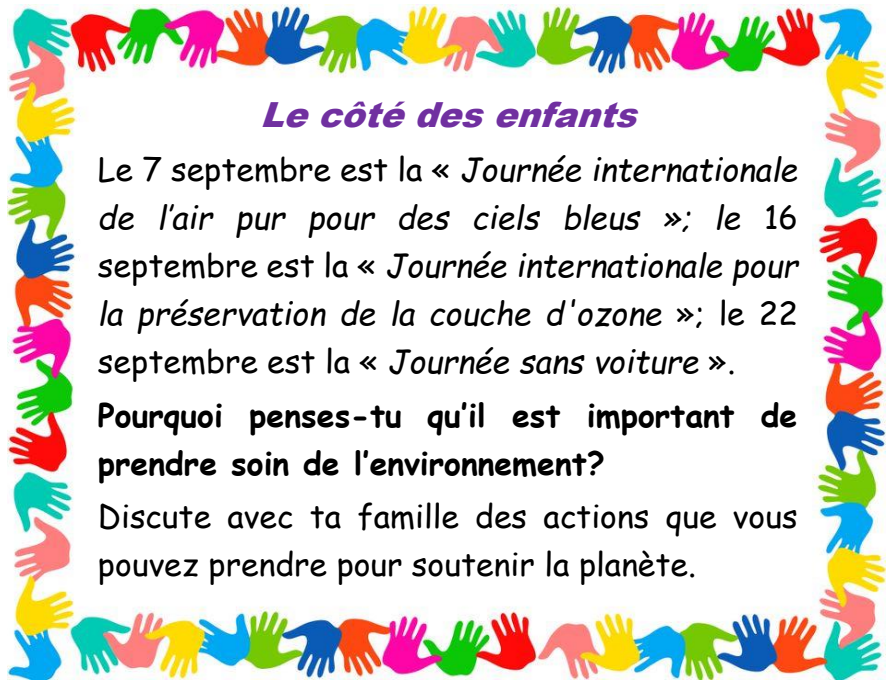 Le côté des enfants
Le 7 septembre est la « Journée internationale
de l’air pur pour des ciels bleus »; le 16
septembre est la « Journée internationale pour
la préservation de la couche d'ozone »; le 22
septembre est la « Journée sans voiture ».
Pourquoi penses-tu qu’il est important de
prendre soin de l’environnement?
Discute avec ta famille des actions que vous
pouvez prendre pour soutenir la planète.